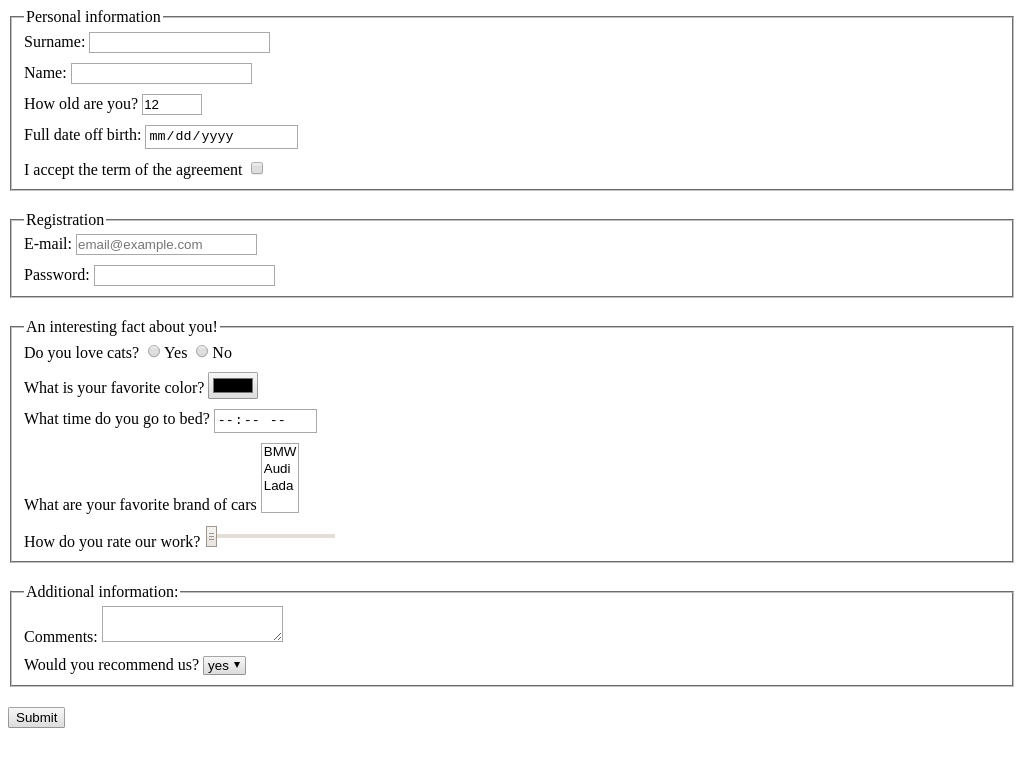 Personal information
Surname:
Name:
How old are you? 12
Full date off birth: mm/dd/yyyy
I accept the term of the agreement
Registration
E-mail: email@example.com
Password:
An interesting fact about you!
Do you love cats? Yes No
What is your favorite color?
What time do you go to bed? --:-- --
BMW
Audi
Lada
What are your favorite brand of cars
How do you rate our work?
Additional information:
Comments:
Would you recommend us? yes
Submit